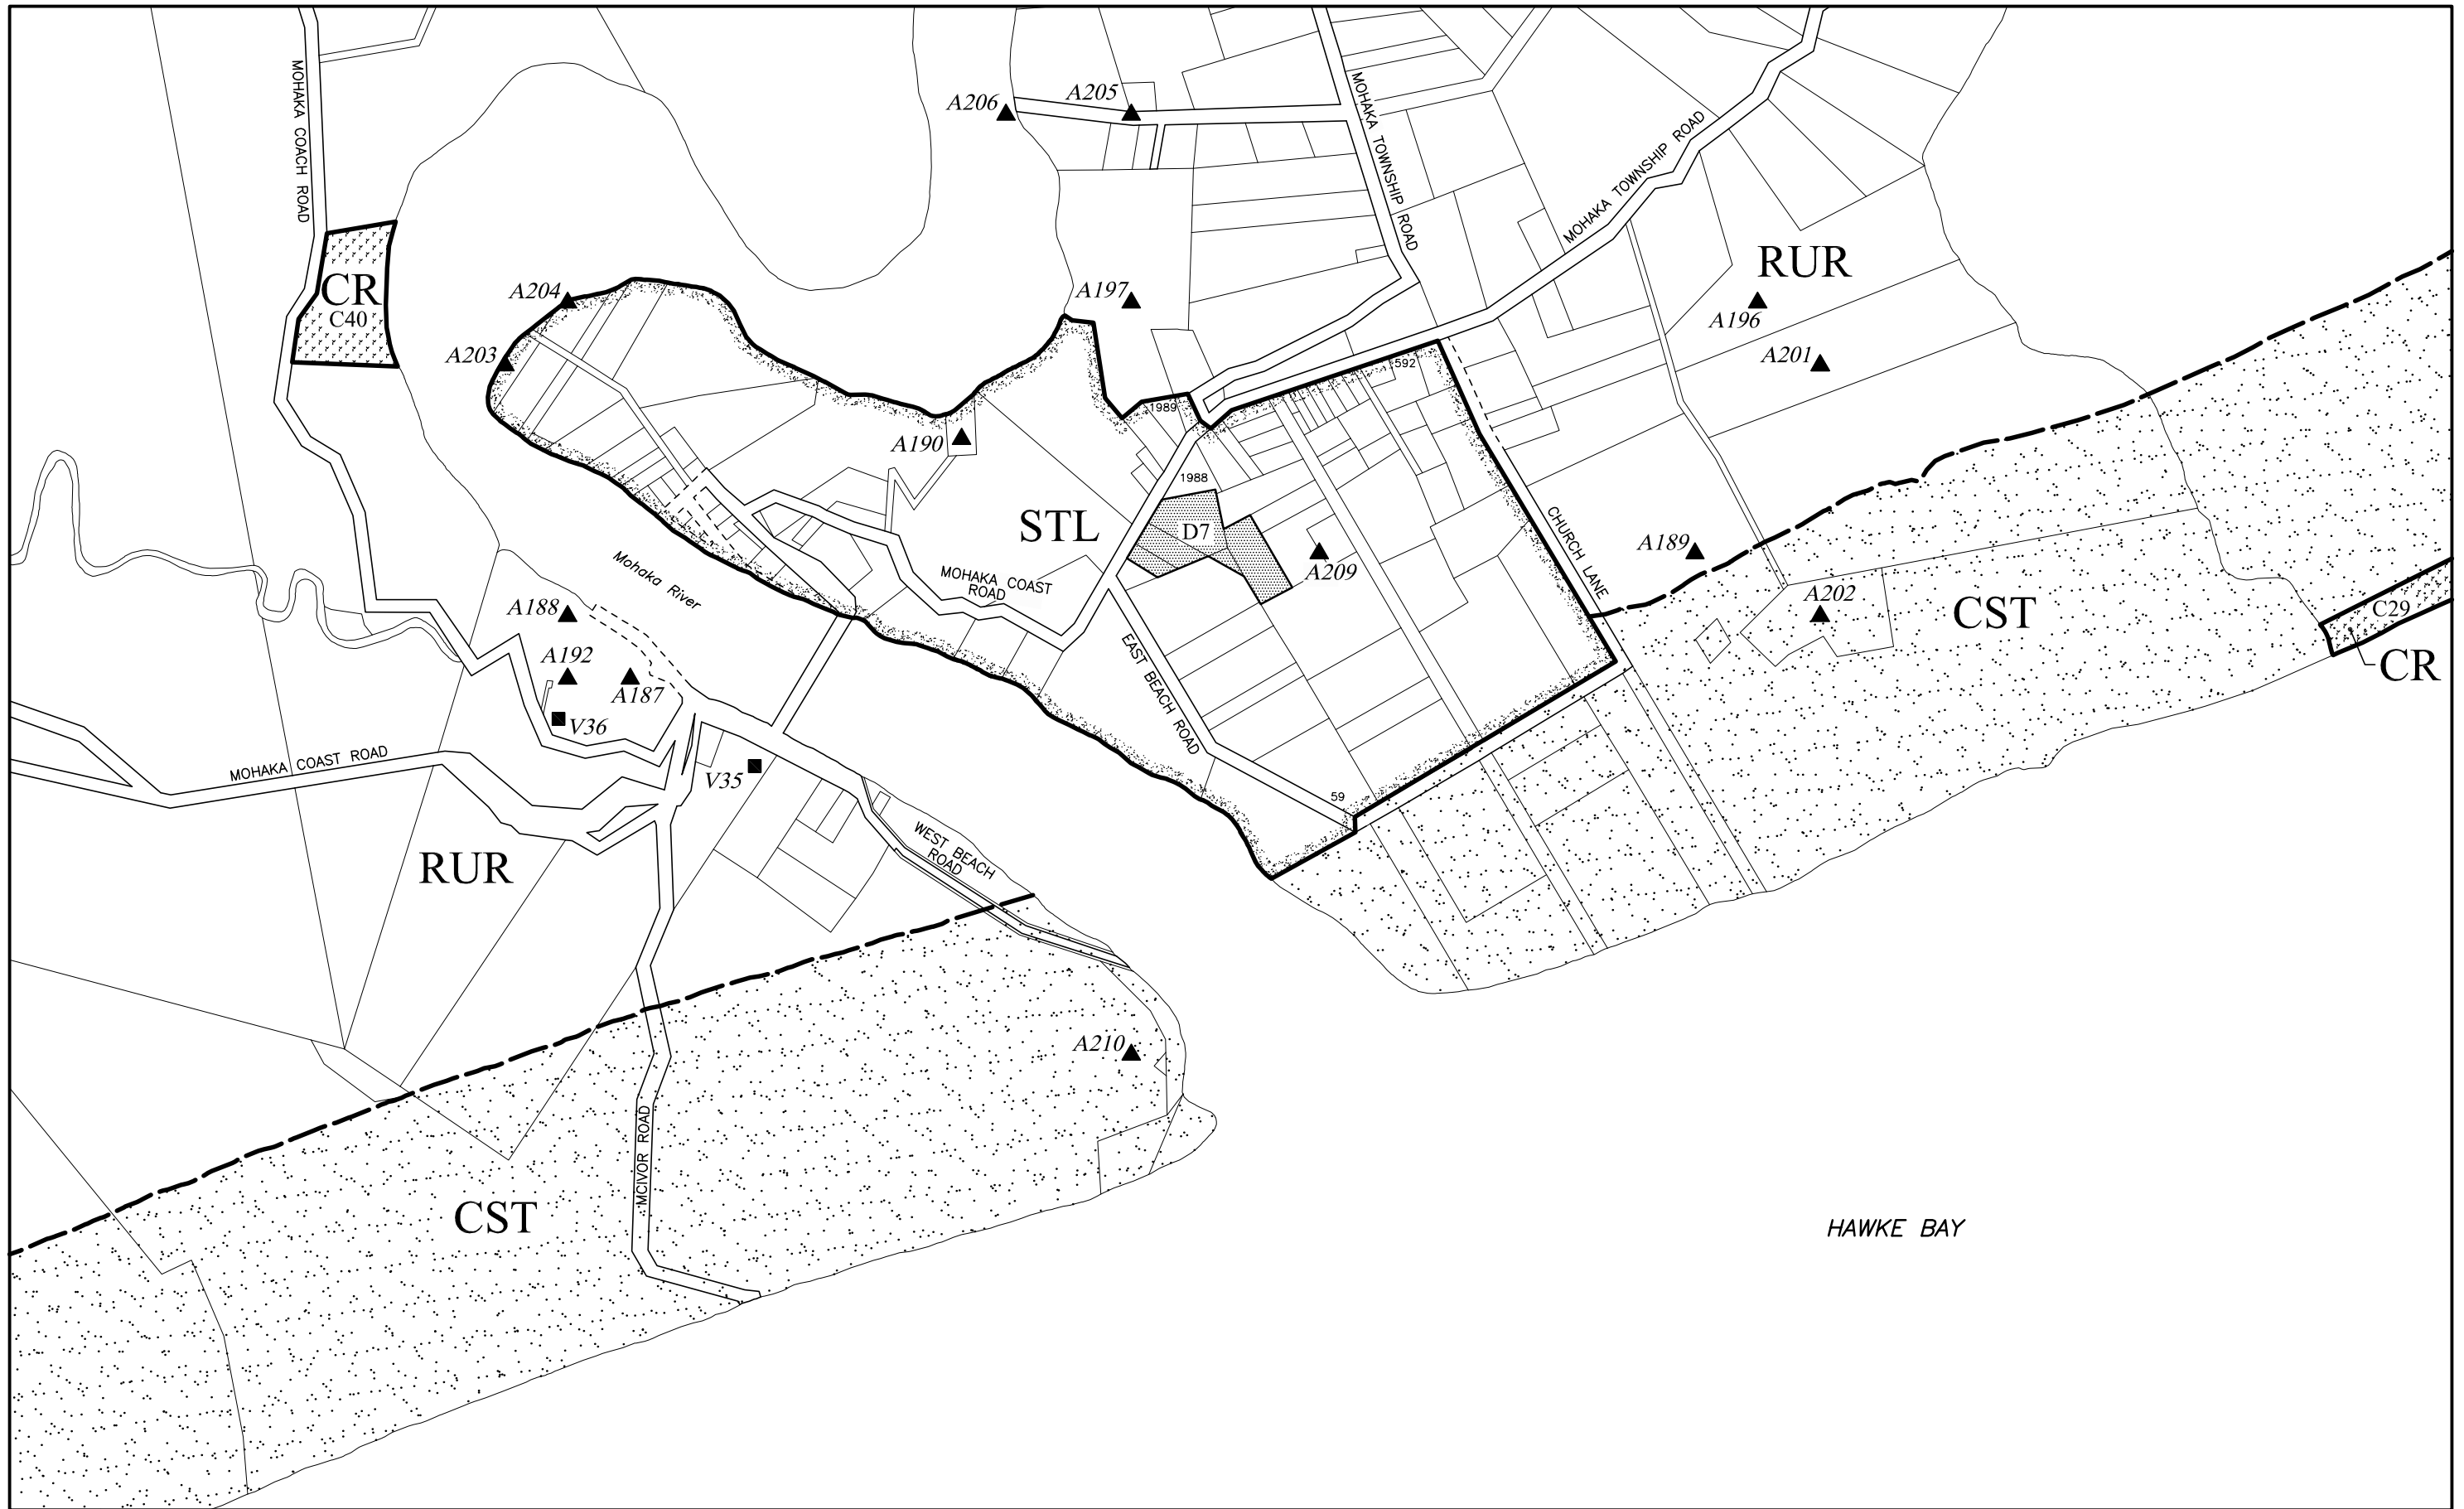 MOHAKA COACH ROAD
A206
A205
MOHAKA TOWNSHIP ROAD
MOHAKA TOWNSHIP ROAD
RUR
CR
C40
A204
A197
A196
A203
A201
592
1989
A190
1988
STL
D7
A209
CHURCH LANE
A189
Mohaka River
MOHAKA COAST
ROAD
A188
A202
CST
C29
CR
A192
A187
EAST BEACH ROAD
V36
MOHAKA COAST ROAD
V35
59
WEST BEACH
ROAD
RUR
A210
MCIVOR ROAD
CST
HAWKE BAY